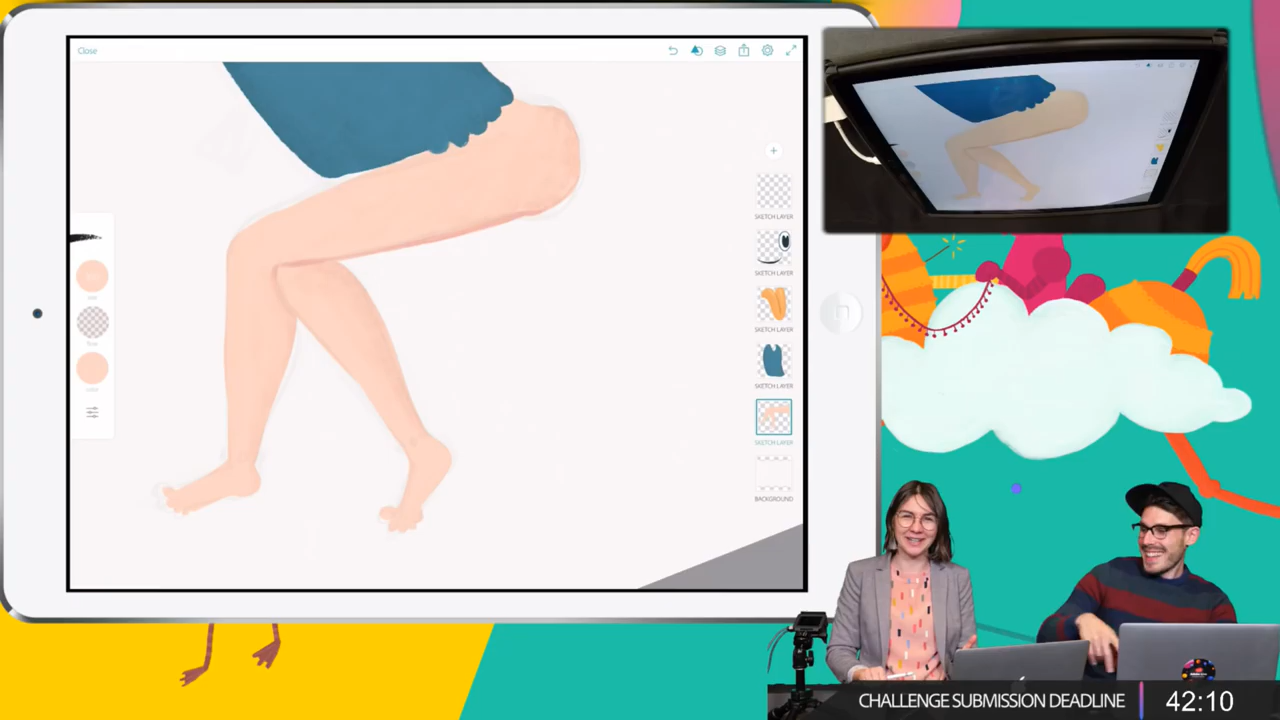 Close
SKETCH LAYER
SKETCH LAYER
SKETCH LAYER
SKETCH LAYER
SKETCH LAYER
BACKGROUND
CHALLENGE SUBMISSION DEADLINE
42:10